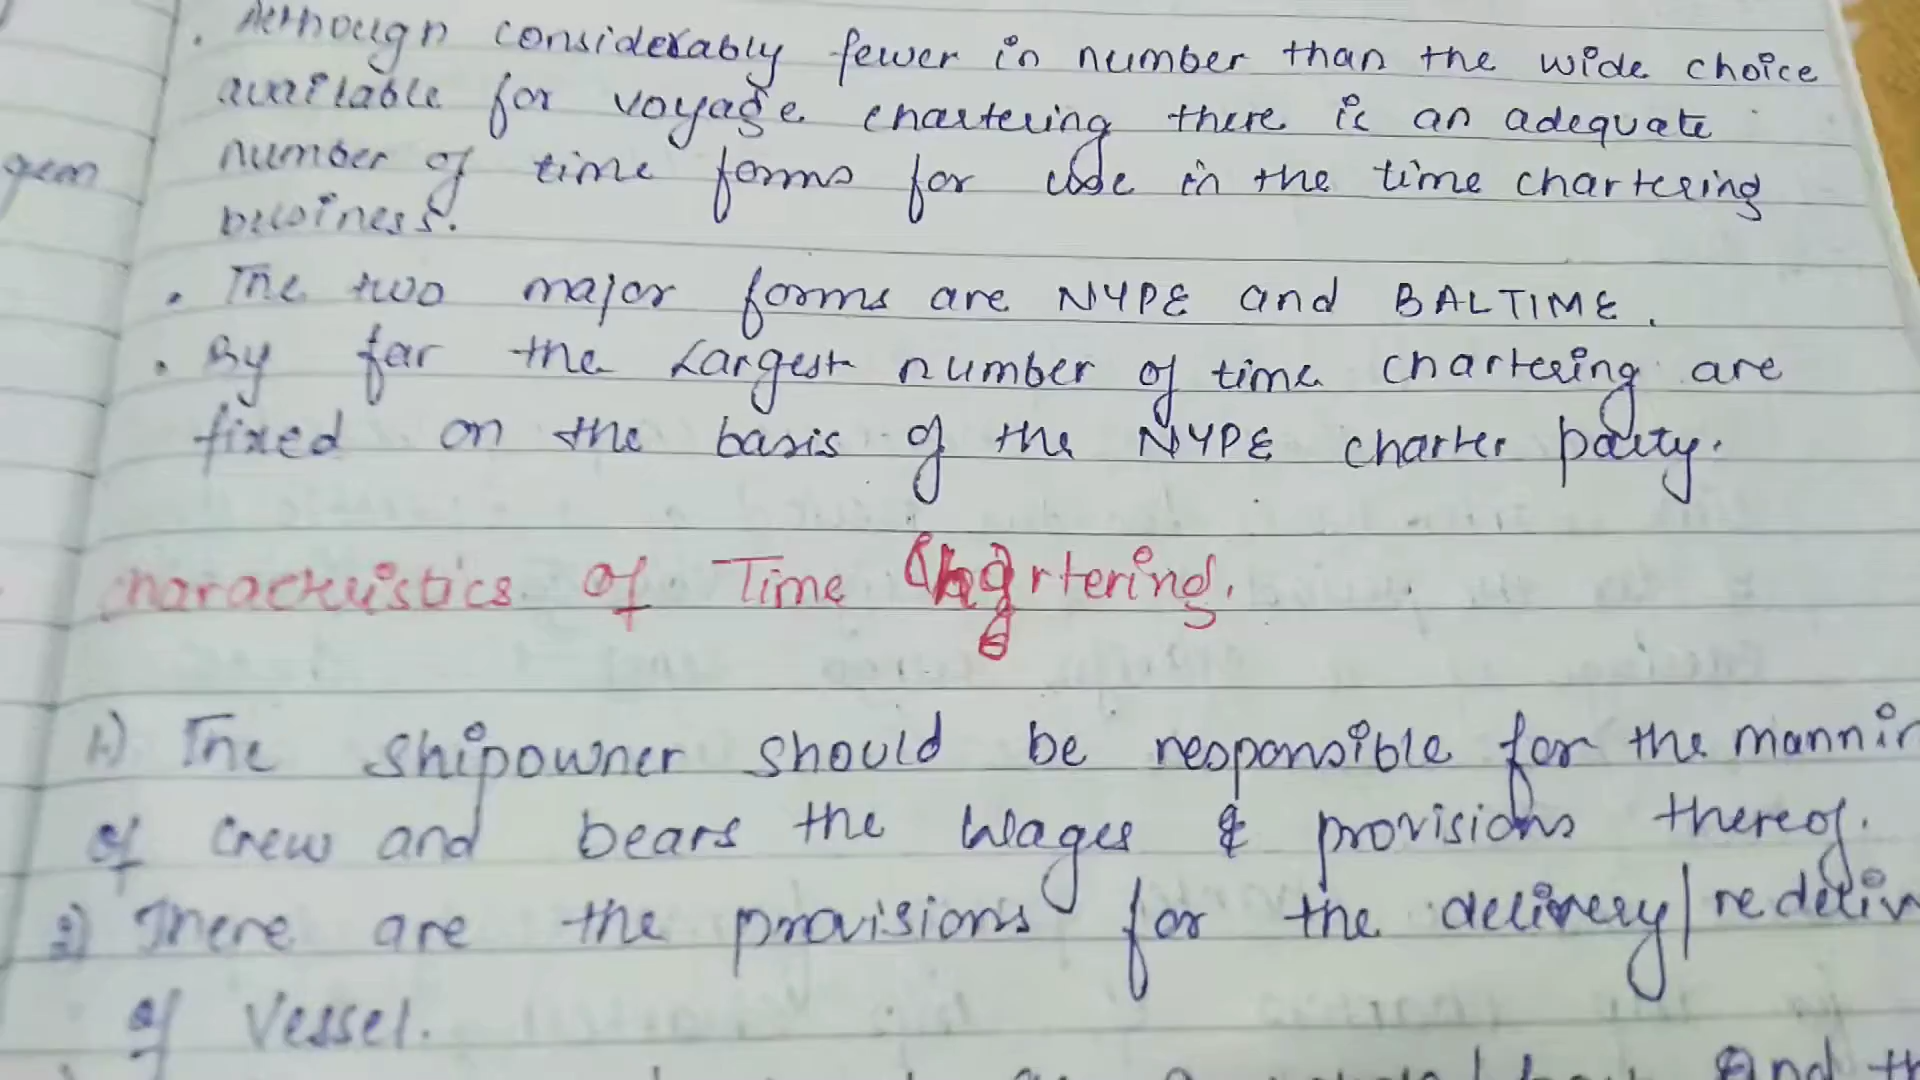 . Although considerably fewer in number than the wide choice
available for voyage chartering there is an adequate
number of time forms for use in the time chartering
gem
business.
. The two major forms are NYPE and BALTIME.
. By far the Largest number of time chartering are
fixed on the basis of the NYPE charter party.
characteristics of Time Chartering.
1) The shipowner should be responsible for the mannin
of crew and bears the wages & provisions thereof.
2) There are the provisions for the delivery/redeliv
of vessel.
and th